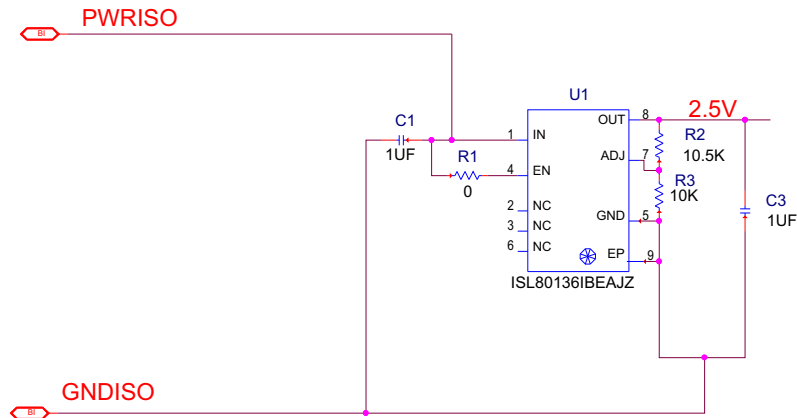 PWRISO
BI
U1
C1
1UF
1 IN
OUT 8
2.5V
R2
10.5K
ADJ 7
R1
0
4 EN
R3
10K
2 NC
3 NC
6 NC
GND 5
C3
1UF
EP 9
ISL80136IBEAJZ
GNDISO
BI